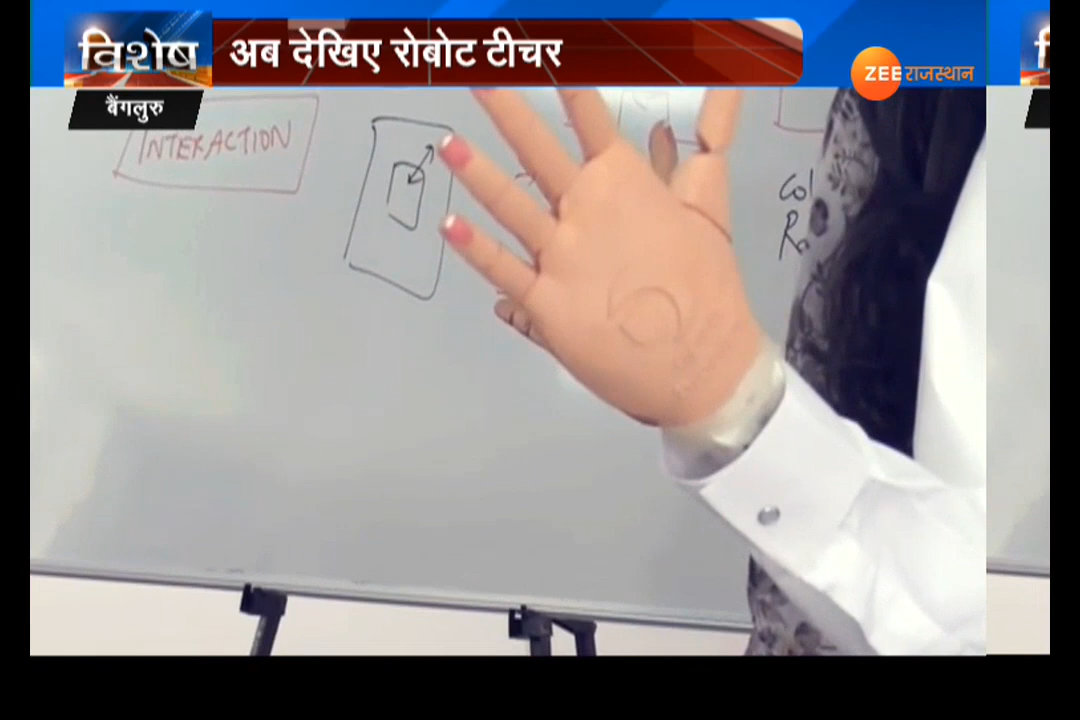 विशेष
अब देखिए रोबोट टीचर
ZEE राजस्थान
बैंगलुरु
INTERACTION